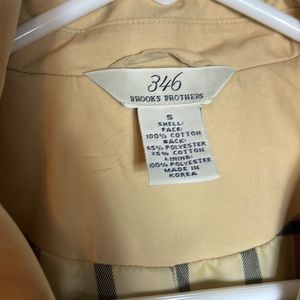 346
BROOKS BROTHERS
S
SHELL:
FACE:
100% COTTON
BACK:
65% POLYESTER
35% COTTON
LINING:
100% POLYESTER
MADE IN
KOREA